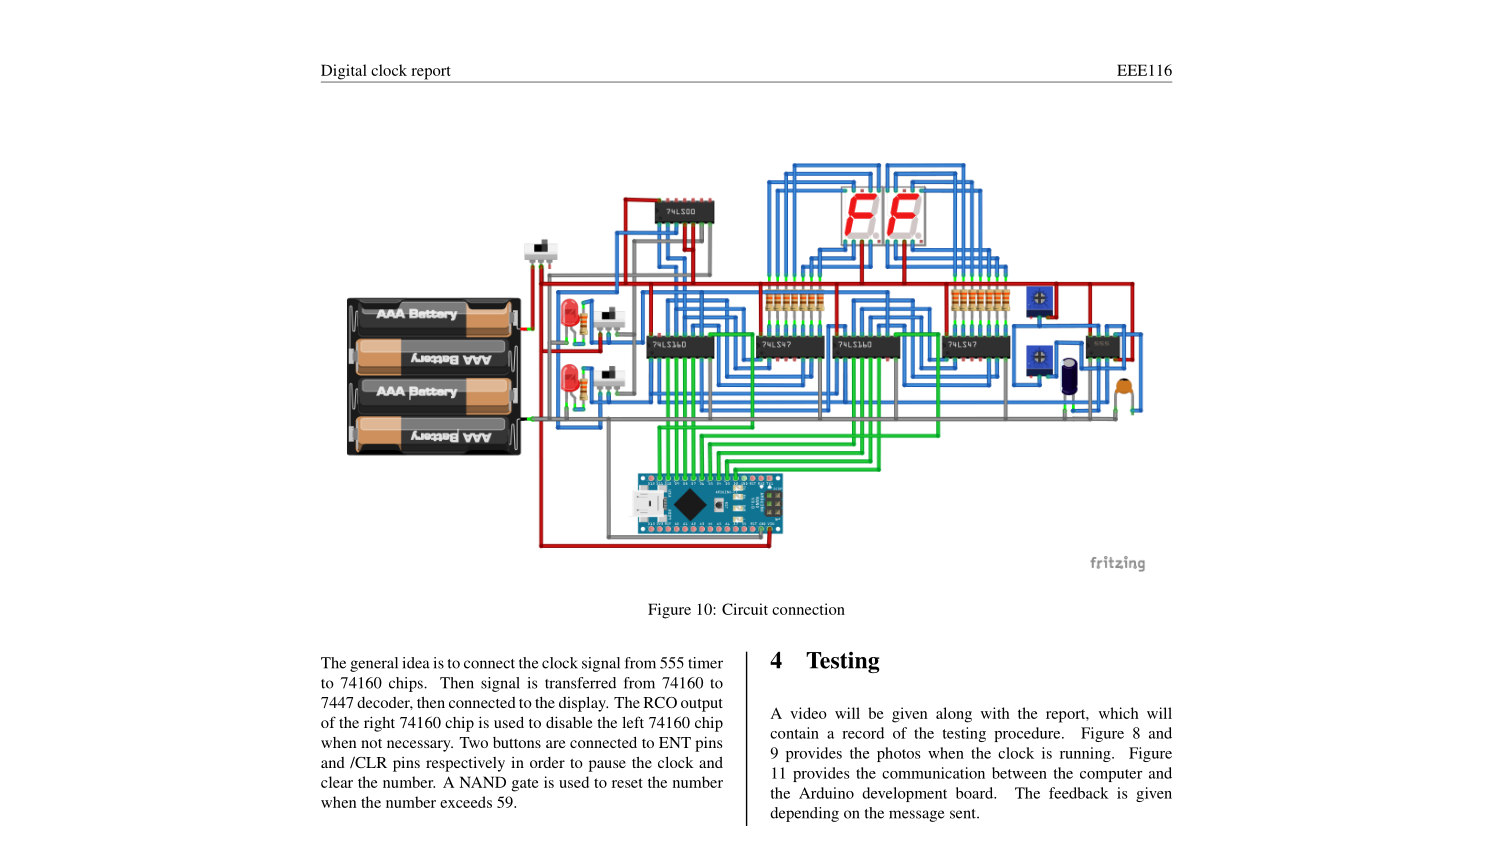 Digital clock report EEE116
74LS00
AAA Battery
AAA Battery
AAA Battery
AAA Battery
74LS160 74LS47 74LS160 74LS47 555
fritzing
Figure 10: Circuit connection
The general idea is to connect the clock signal from 555 timer
to 74160 chips. Then signal is transferred from 74160 to
7447 decoder, then connected to the display. The RCO output
of the right 74160 chip is used to disable the left 74160 chip
when not necessary. Two buttons are connected to ENT pins
and /CLR pins respectively in order to pause the clock and
clear the number. A NAND gate is used to reset the number
when the number exceeds 59.
4 Testing
A video will be given along with the report, which will
contain a record of the testing procedure. Figure 8 and
9 provides the photos when the clock is running. Figure
11 provides the communication between the computer and
the Arduino development board. The feedback is given
depending on the message sent.